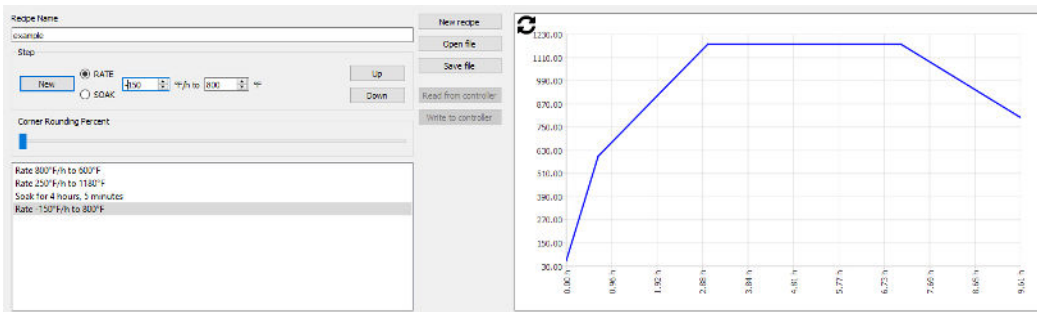 Recipe Name
example
Step
New
RATE
SOAK
-150
°F/h to
800
°F
Up
Down
Corner Rounding Percent
Rate 800°F/h to 600°F
Rate 250°F/h to 1180°F
Soak for 4 hours, 5 minutes
Rate -150°F/h to 800°F
New recipe
Open file
Save file
Read from controller
Write to controller
1230.00
1110.00
990.00
870.00
750.00
630.00
510.00
390.00
270.00
150.00
30.00
0.00 h
0.96 h
1.92 h
2.88 h
3.84 h
4.81 h
5.77 h
6.73 h
7.69 h
8.65 h
9.61 h